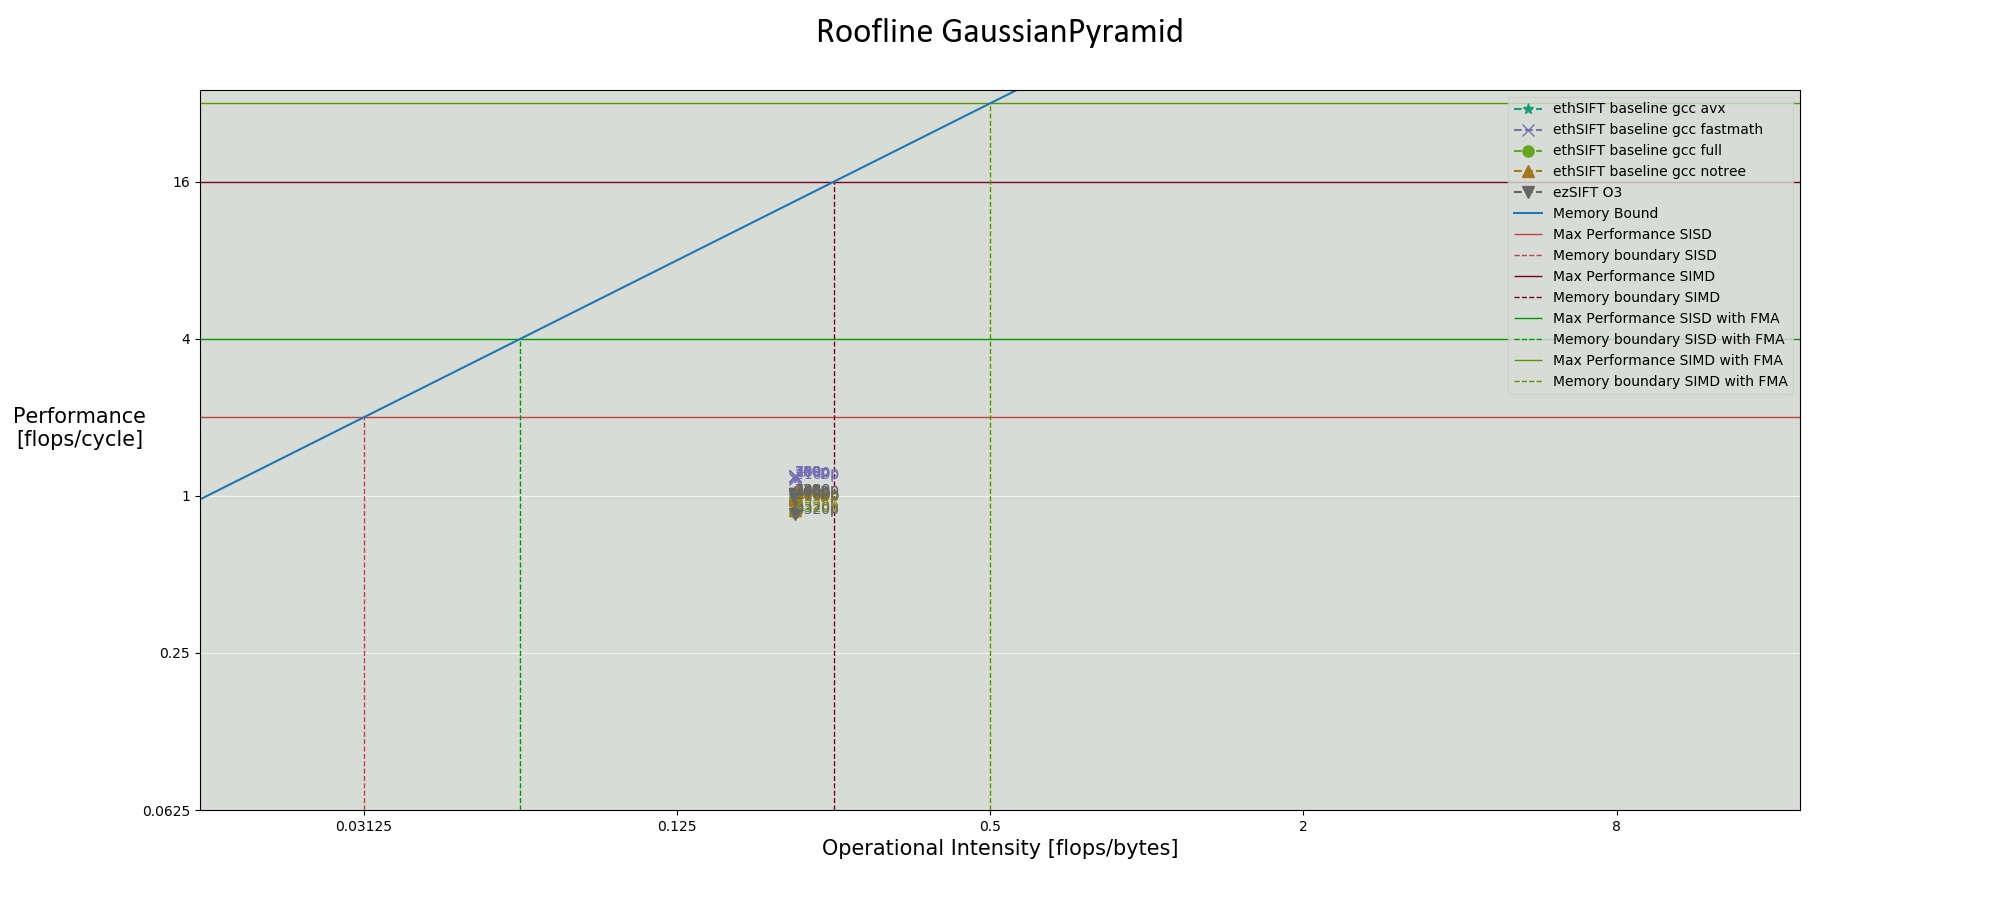 Roofline GaussianPyramid
ethSIFT baseline gcc avx
ethSIFT baseline gcc fastmath
ethSIFT baseline gcc full
ethSIFT baseline gcc notree
ezSIFT O3
Memory Bound
Max Performance SISD
Memory boundary SISD
Max Performance SIMD
Memory boundary SIMD
Max Performance SISD with FMA
Memory boundary SISD with FMA
Max Performance SIMD with FMA
Memory boundary SIMD with FMA
16
4
Performance
[flops/cycle]
1
0.25
0.0625
0.03125
0.125
0.5
2
8
Operational Intensity [flops/bytes]